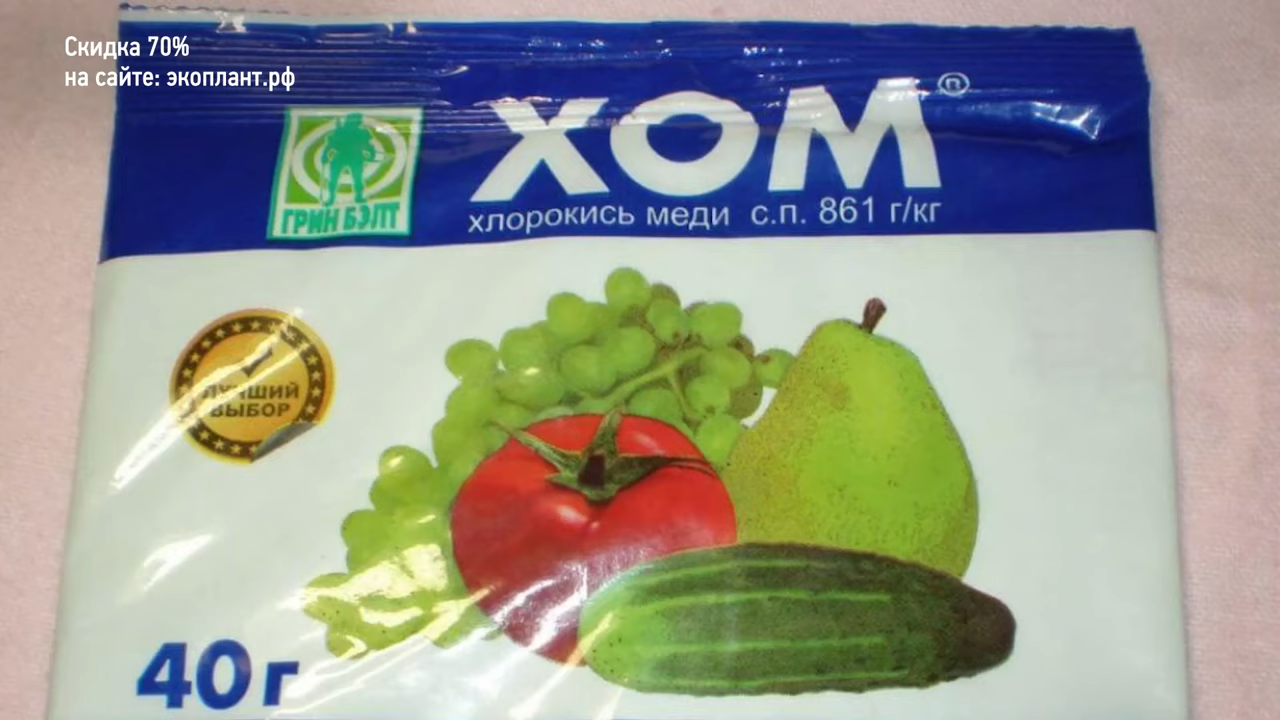 Скидка 70%
на сайте: экоплант.рф
ХОМ®
ГРИН БЭЛТ
хлорокись меди с.п. 861 г/кг
ЛУЧШИЙ
ВЫБОР
40 г